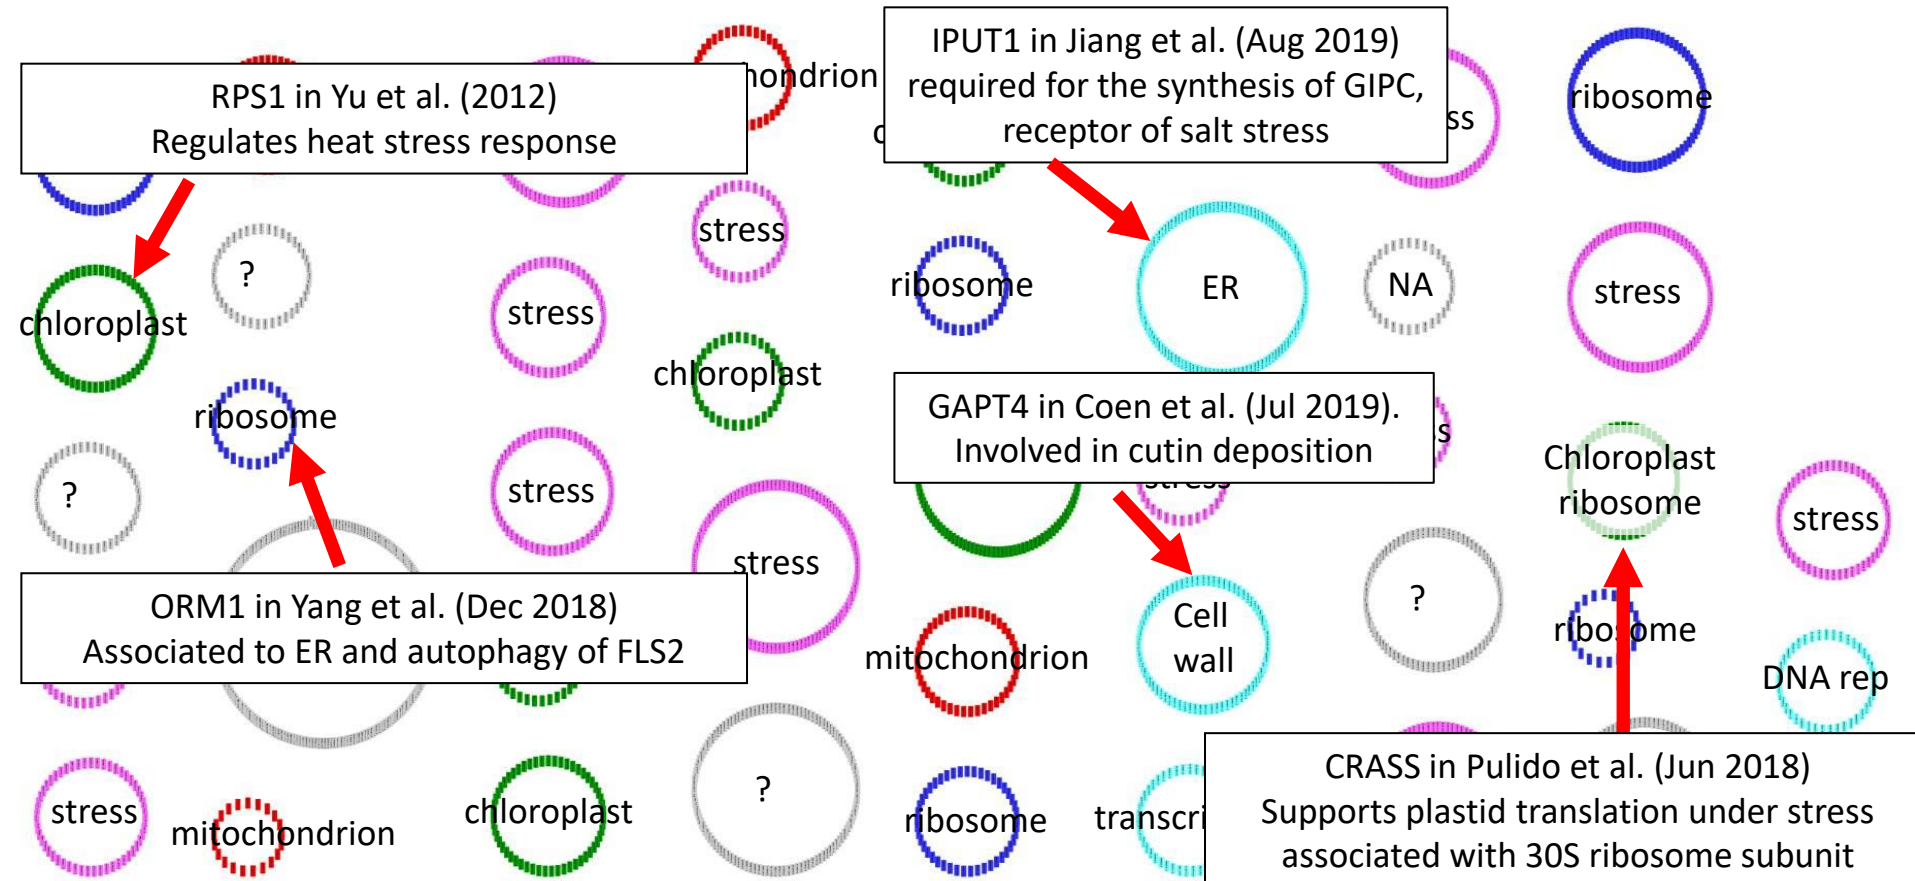 RPS1 in Yu et al. (2012)
Regulates heat stress response
hondrion
IPUT1 in Jiang et al. (Aug 2019)
required for the synthesis of GIPC,
receptor of salt stress
ss
ribosome
?
stress
chloroplast
stress
ribosome
ER
NA
stress
ribosome
chloroplast
?
stress
stress
GAPT4 in Coen et al. (Jul 2019).
Involved in cutin deposition
s
stress
Chloroplast
ribosome
stress
ORM1 in Yang et al. (Dec 2018)
Associated to ER and autophagy of FLS2
mitochondrion
Cell
wall
?
ribosome
DNA rep
stress
mitochondrion
chloroplast
?
ribosome
transcri
CRASS in Pulido et al. (Jun 2018)
Supports plastid translation under stress
associated with 30S ribosome subunit